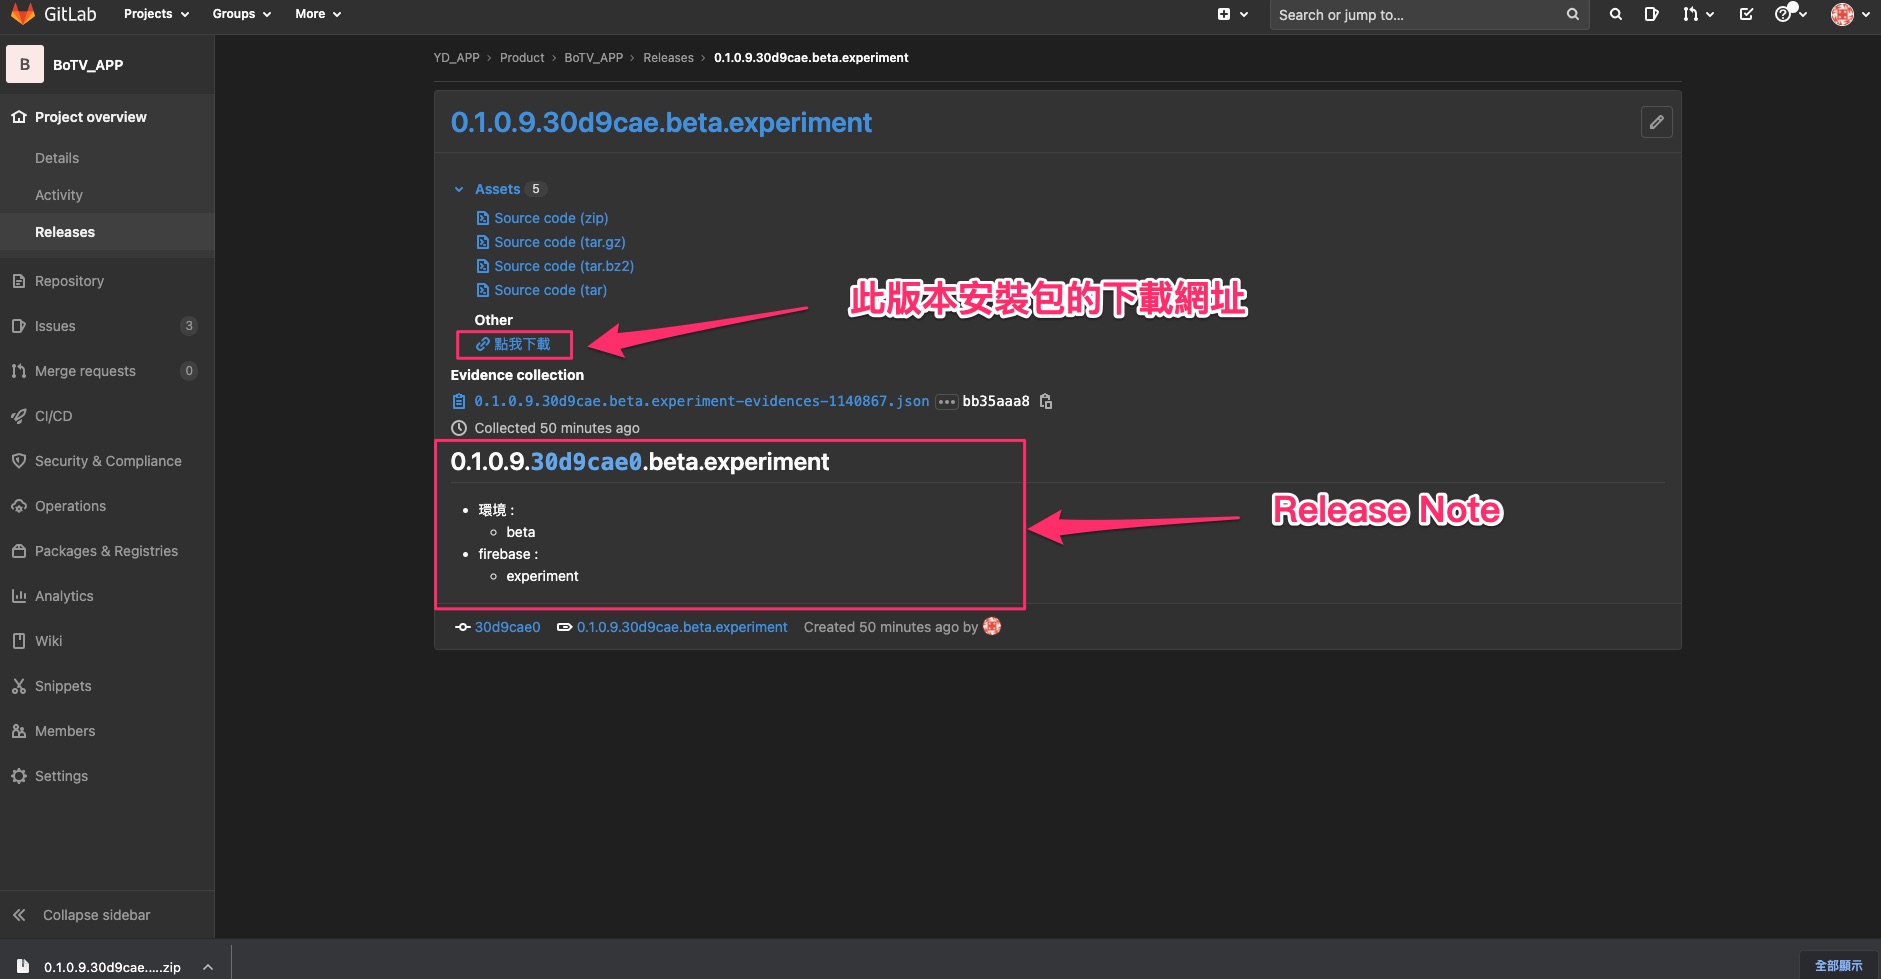 GitLab Projects Groups More Search or jump to...
B BoTV_APP
YD_APP › Product › BoTV_APP › Releases › 0.1.0.9.30d9cae.beta.experiment
Project overview
Details
Activity
Releases
Repository
Issues 3
Merge requests 0
CI/CD
Security & Compliance
Operations
Packages & Registries
Analytics
Wiki
Snippets
Members
Settings
Collapse sidebar
0.1.0.9.30d9cae.beta.experiment
Assets 5
Source code (zip)
Source code (tar.gz)
Source code (tar.bz2)
Source code (tar)
Other
點我下載
此版本安裝包的下載網址
Evidence collection
0.1.0.9.30d9cae.beta.experiment-evidences-1140867.json ••• bb35aaa8
Collected 50 minutes ago
0.1.0.9.30d9cae0.beta.experiment
環境 :
beta
firebase :
experiment
Release Note
30d9cae0 0.1.0.9.30d9cae.beta.experiment Created 50 minutes ago by
0.1.0.9.30d9cae.....zip
全部顯示